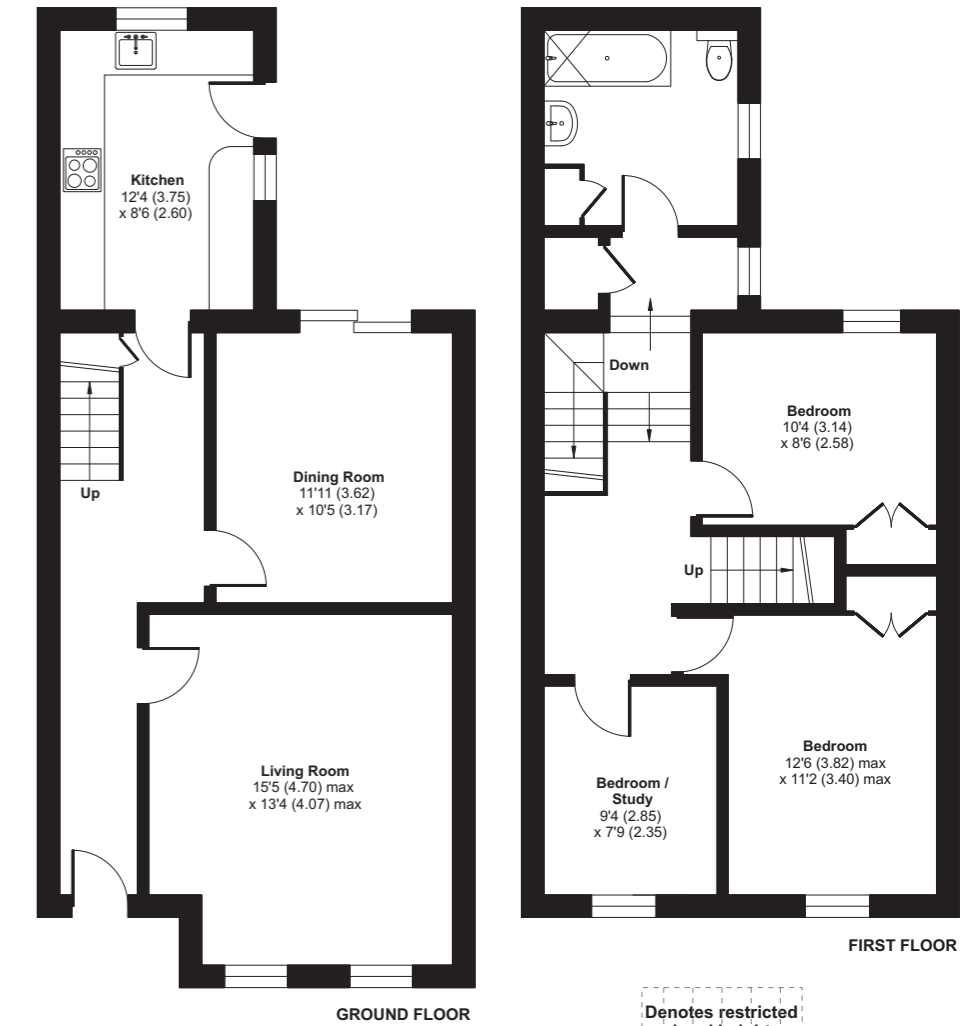 Kitchen
12'4 (3.75)
x 8'6 (2.60)
Up
Dining Room
11'11 (3.62)
x 10'5 (3.17)
Living Room
15'5 (4.70) max
x 13'4 (4.07) max
GROUND FLOOR
Down
Bedroom
10'4 (3.14)
x 8'6 (2.58)
Up
Bedroom
12'6 (3.82) max
x 11'2 (3.40) max
Bedroom /
Study
9'4 (2.85)
x 7'9 (2.35)
FIRST FLOOR
Denotes restricted